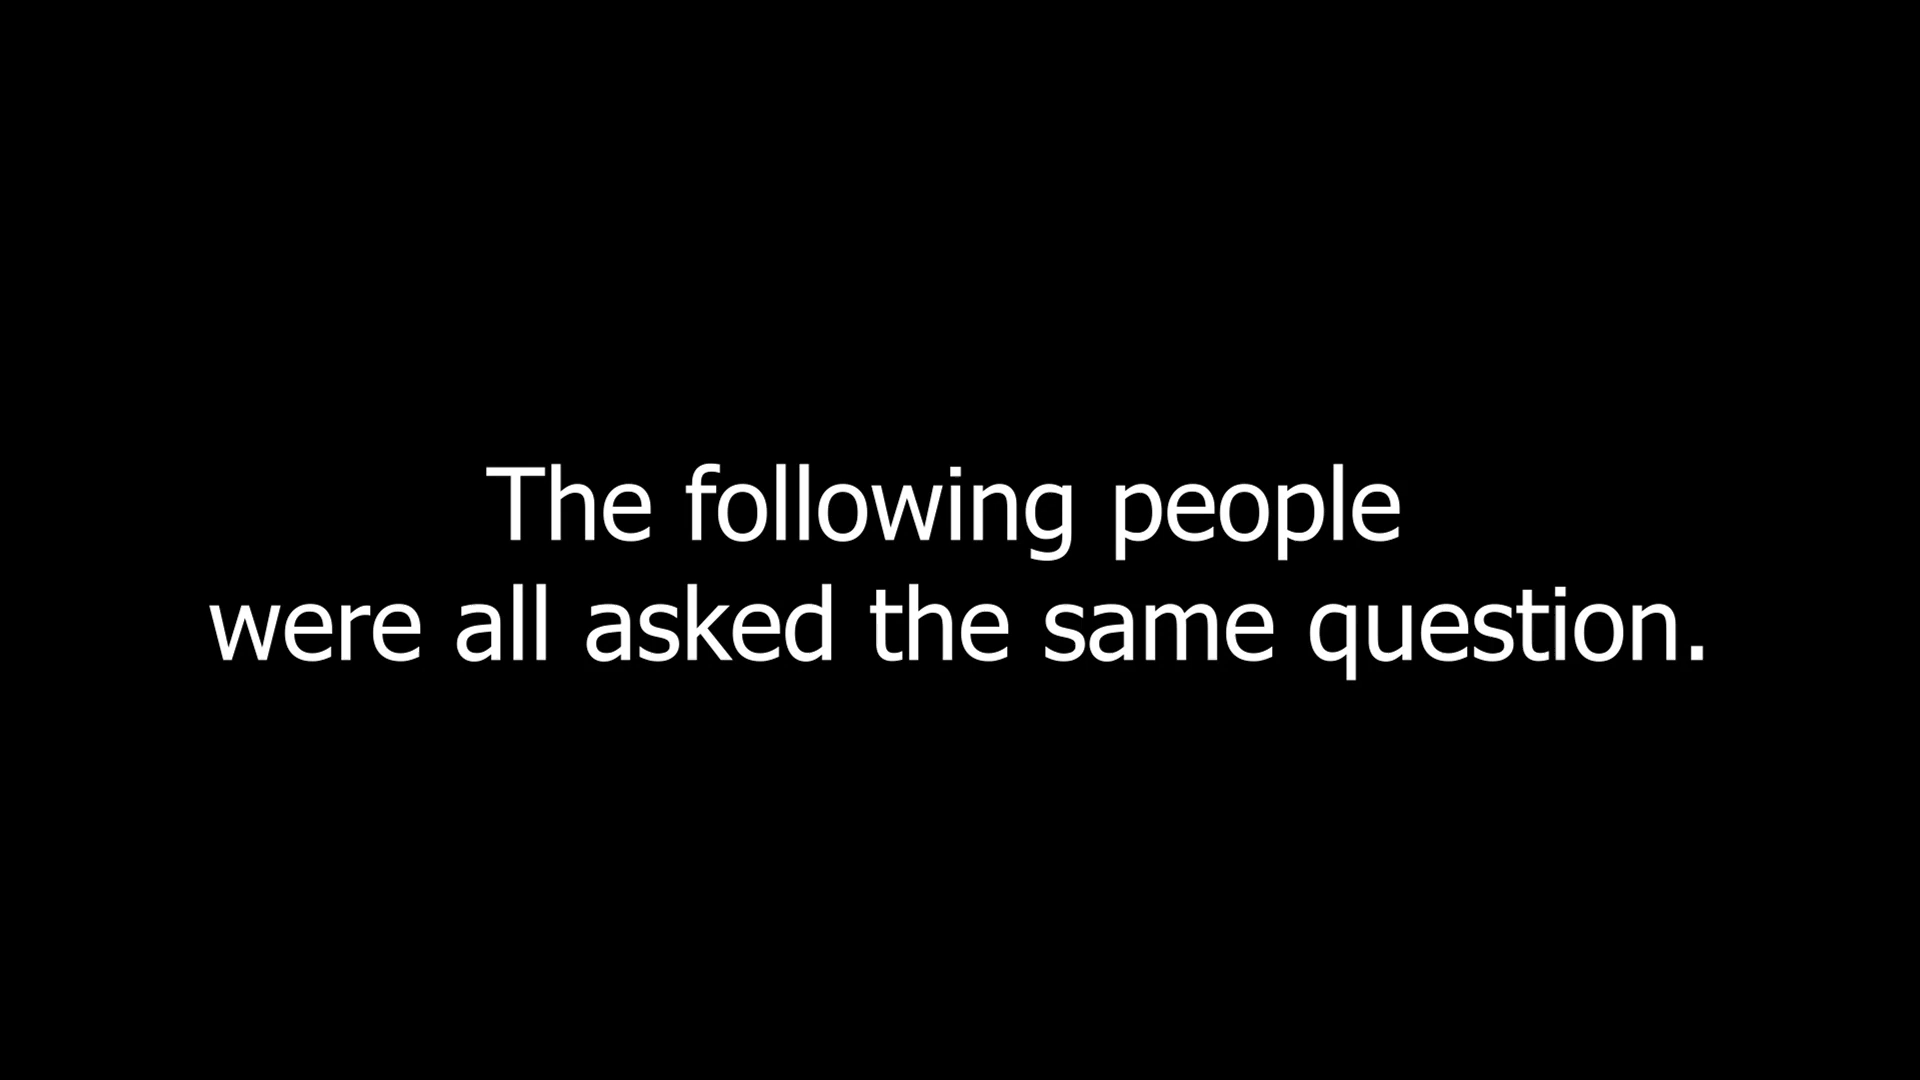 The following people
were all asked the same question.